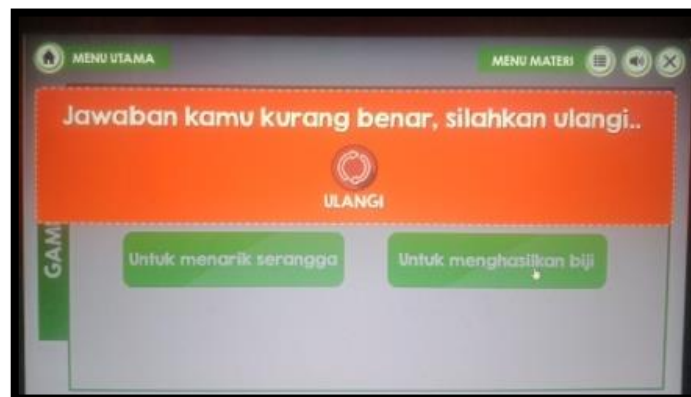 MENU UTAMA
MENU MATERI
Jawaban kamu kurang benar, silahkan ulangi..
ULANGI
GAM
Untuk menarik serangga
Untuk menghasilkan biji